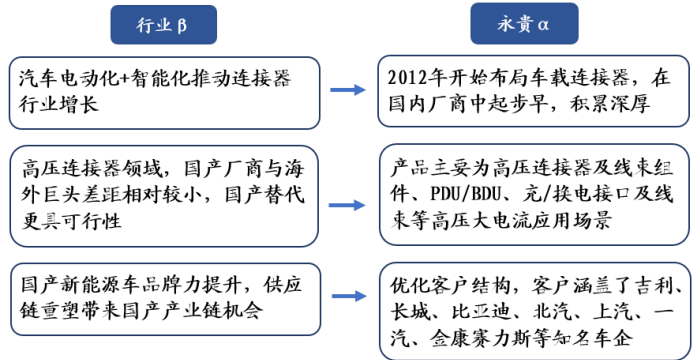 行业β
永贵α
汽车电动化+智能化推动连接器
行业增长
2012年开始布局车载连接器，在
国内厂商中起步早，积累深厚
高压连接器领域，国产厂商与海
外巨头差距相对较小，国产替代
更具可行性
产品主要为高压连接器及线束组
件、PDU/BDU、充/换电接口及线
束等高压大电流应用场景
国产新能源车品牌力提升，供应
链重塑带来国产产业链机会
优化客户结构，客户涵盖了吉利、
长城、比亚迪、北汽、上汽、一
汽、金康赛力斯等知名车企